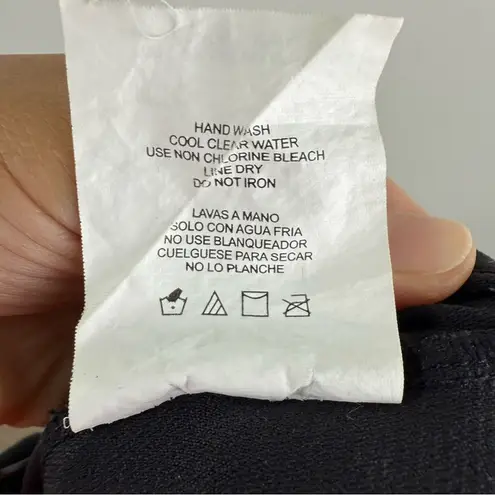 HAND WASH
COOL CLEAR WATER
USE NON CHLORINE BLEACH
LINE DRY
DO NOT IRON
LAVAS A MANO
SOLO CON AGUA FRIA
NO USE BLANQUEADOR
CUELGUESE PARA SECAR
NO LO PLANCHE